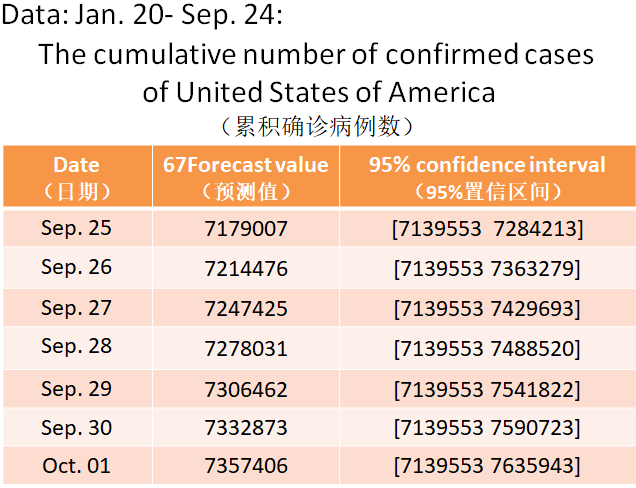 Data: Jan. 20- Sep. 24:
The cumulative number of confirmed cases
of United States of America
（累积确诊病例数）
Date 67Forecast value 95% confidence interval
（日期） （预测值） （95%置信区间）
Sep. 25 7179007 [7139553 7284213]
Sep. 26 7214476 [7139553 7363279]
Sep. 27 7247425 [7139553 7429693]
Sep. 28 7278031 [7139553 7488520]
Sep. 29 7306462 [7139553 7541822]
Sep. 30 7332873 [7139553 7590723]
Oct. 01 7357406 [7139553 7635943]